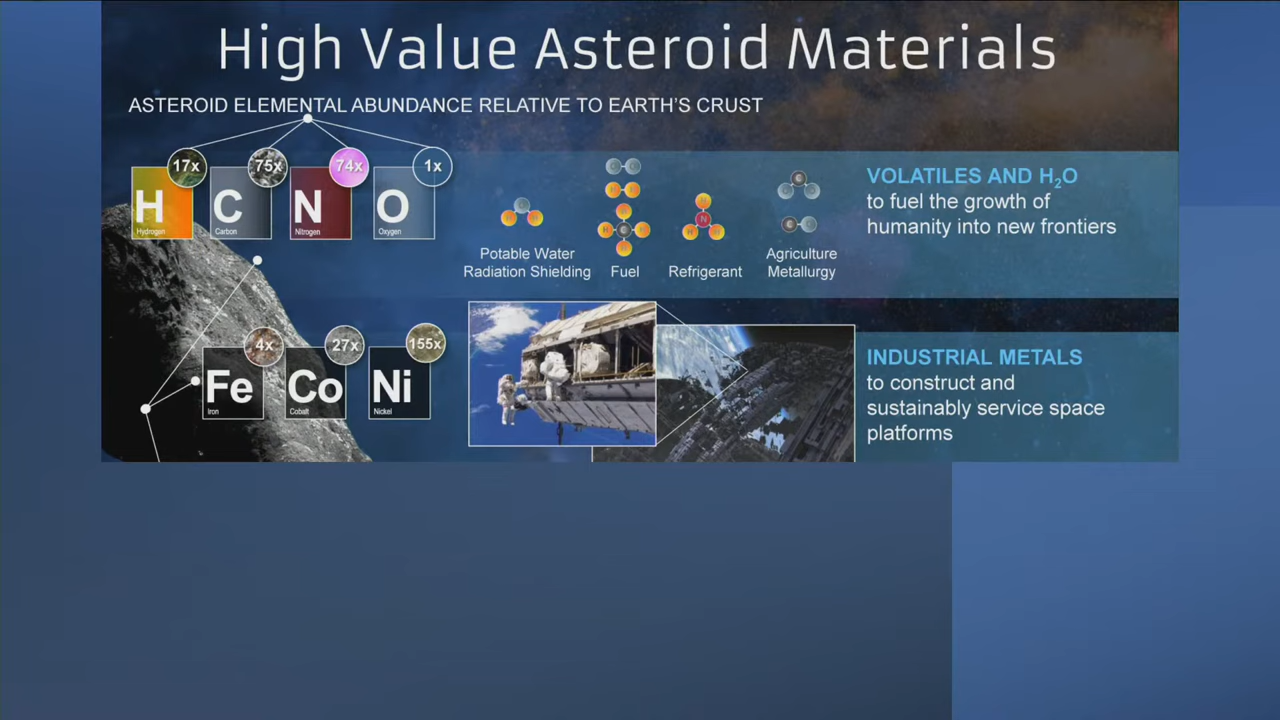 High Value Asteroid Materials
ASTEROID ELEMENTAL ABUNDANCE RELATIVE TO EARTH'S CRUST
17x
75x
74x
1x
H
Hydrogen
C
Carbon
N
Nitrogen
O
Oxygen
Potable Water
Radiation Shielding
Fuel
Refrigerant
Agriculture
Metallurgy
VOLATILES AND H₂O
to fuel the growth of
humanity into new frontiers
4x
27x
155x
Fe
Iron
Co
Cobalt
Ni
Nickel
INDUSTRIAL METALS
to construct and
sustainably service space
platforms